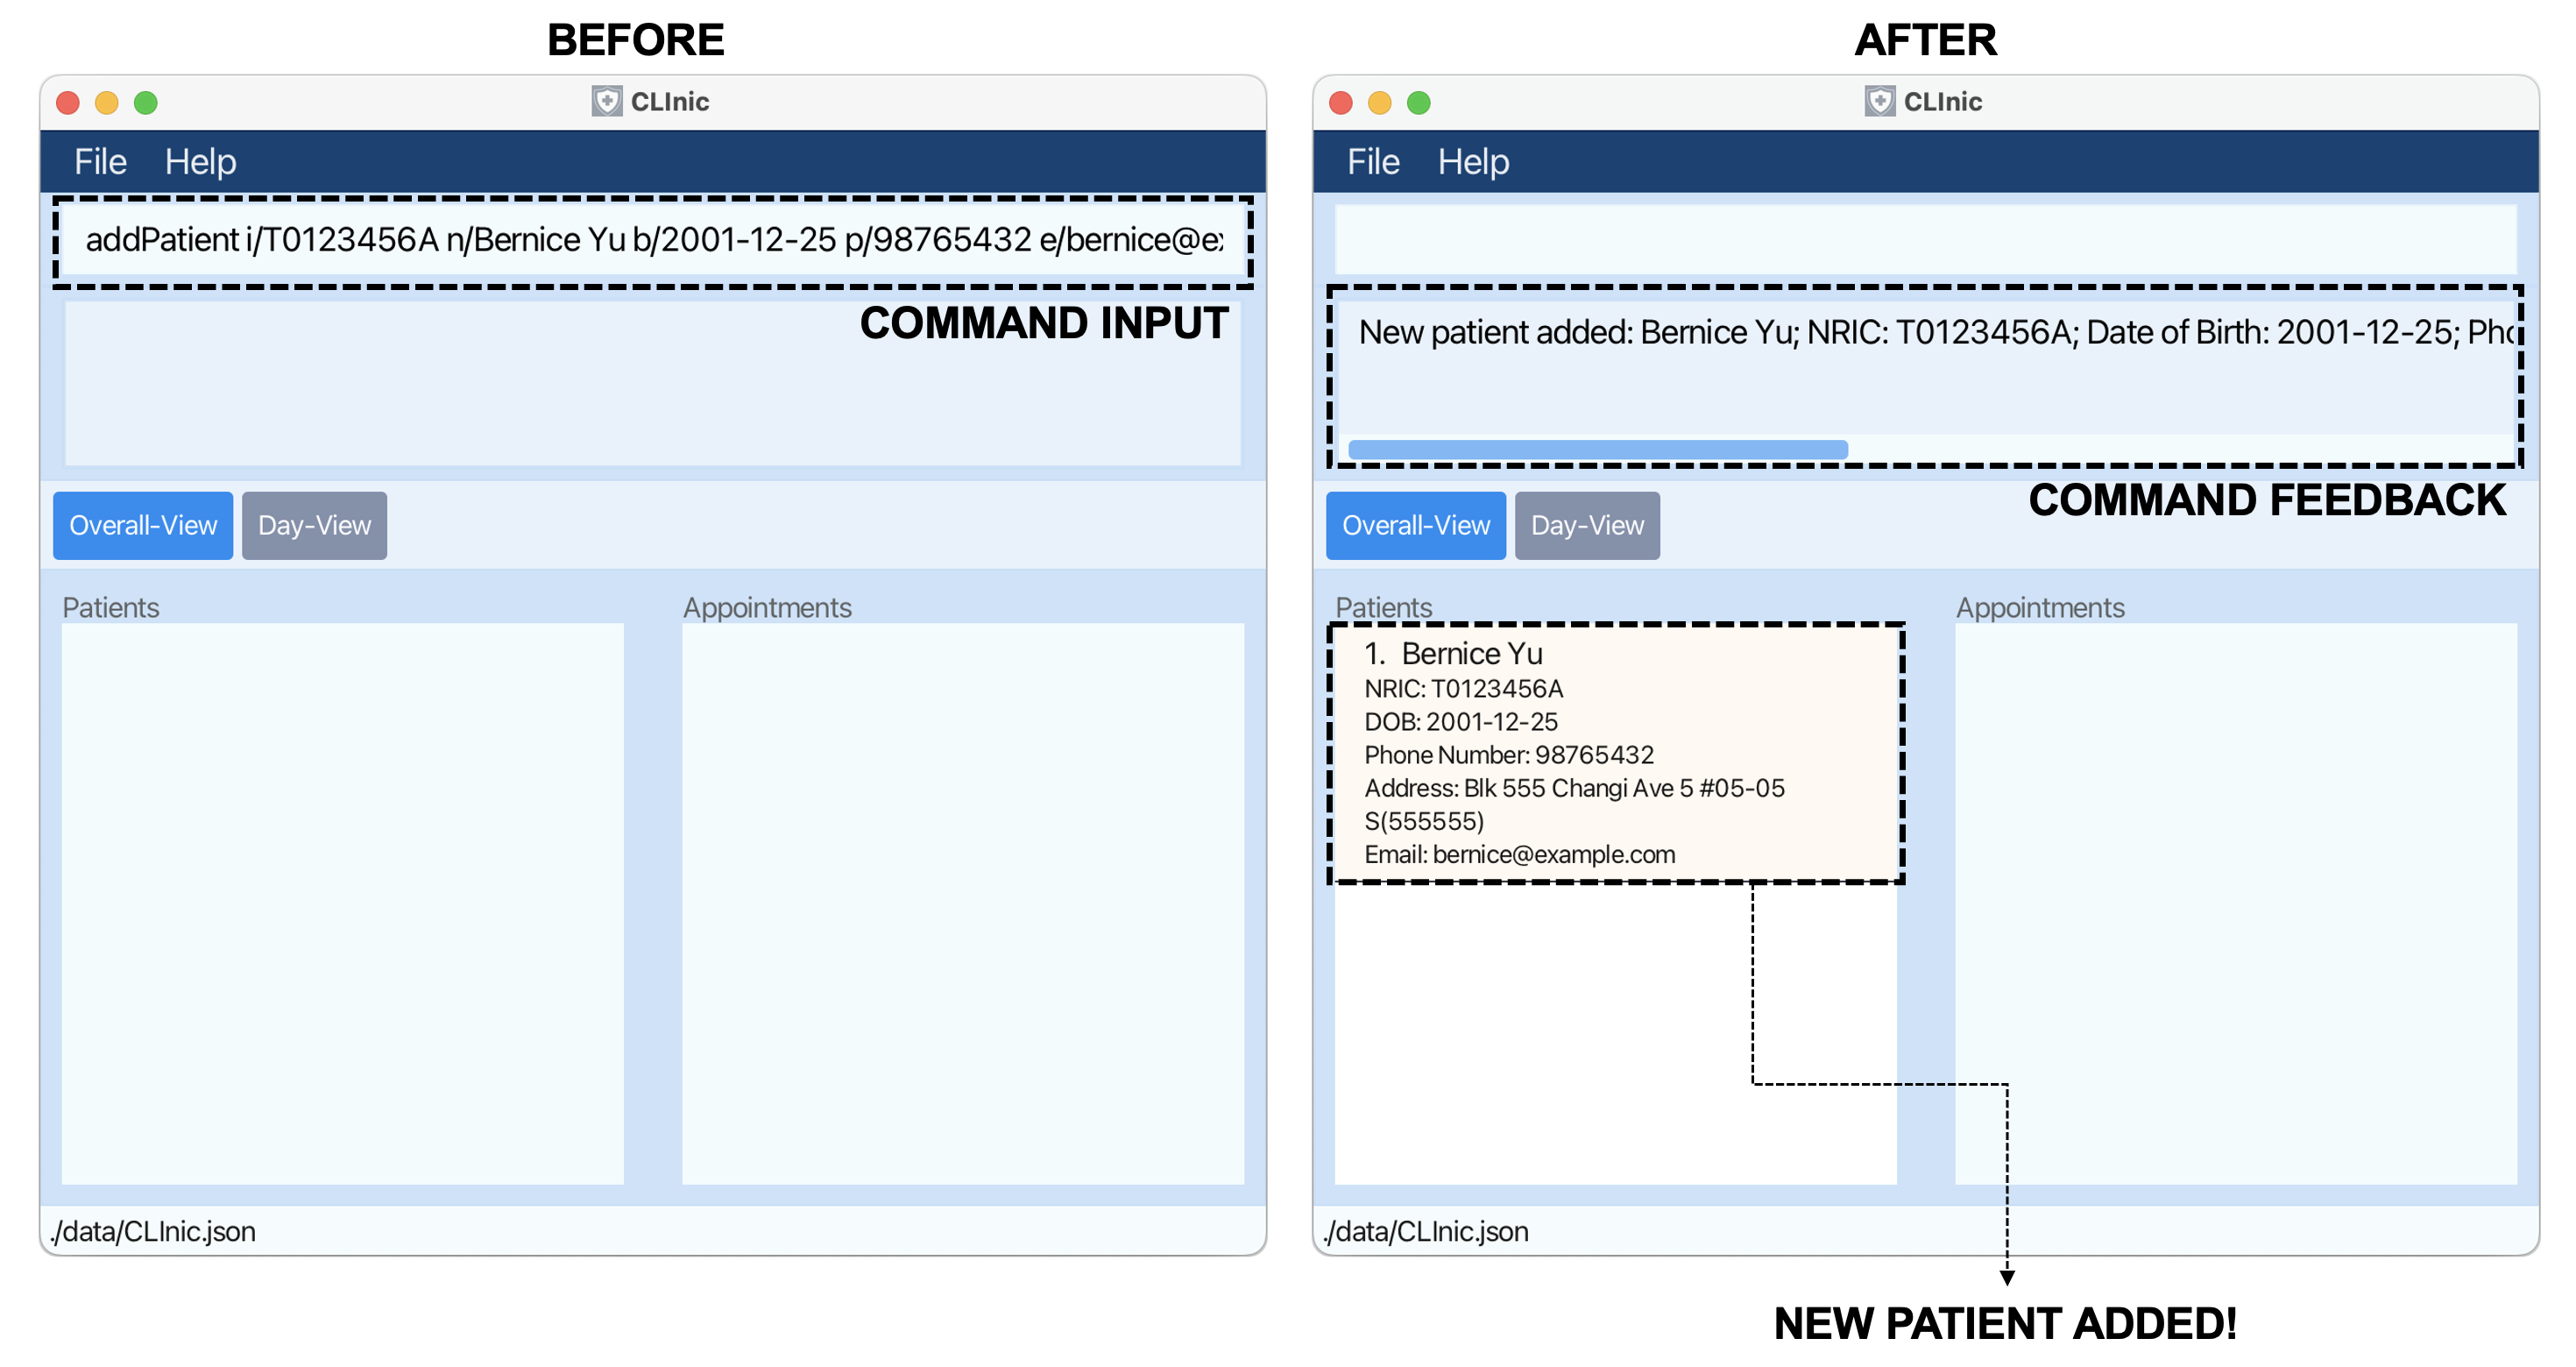 BEFORE
CLInic
File Help
addPatient i/T0123456A n/Bernice Yu b/2001-12-25 p/98765432 e/bernice@ex
COMMAND INPUT
Overall-View Day-View
Patients Appointments
./data/CLInic.json
AFTER
CLInic
File Help
New patient added: Bernice Yu; NRIC: T0123456A; Date of Birth: 2001-12-25; Pho
COMMAND FEEDBACK
Overall-View Day-View
Patients Appointments
1. Bernice Yu
NRIC: T0123456A
DOB: 2001-12-25
Phone Number: 98765432
Address: Blk 555 Changi Ave 5 #05-05
S(555555)
Email: bernice@example.com
./data/CLInic.json
NEW PATIENT ADDED!